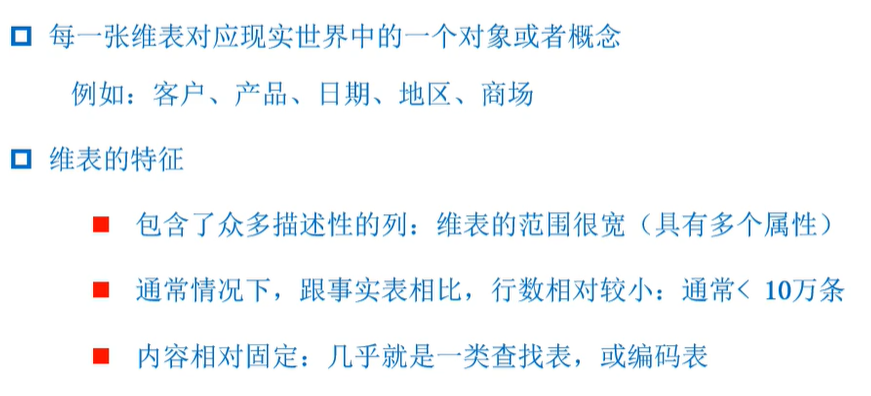 每一张维表对应现实世界中的一个对象或者概念
例如：客户、产品、日期、地区、商场
维表的特征
包含了众多描述性的列：维表的范围很宽（具有多个属性）
通常情况下，跟事实表相比，行数相对较小：通常< 10万条
内容相对固定：几乎就是一类查找表，或编码表